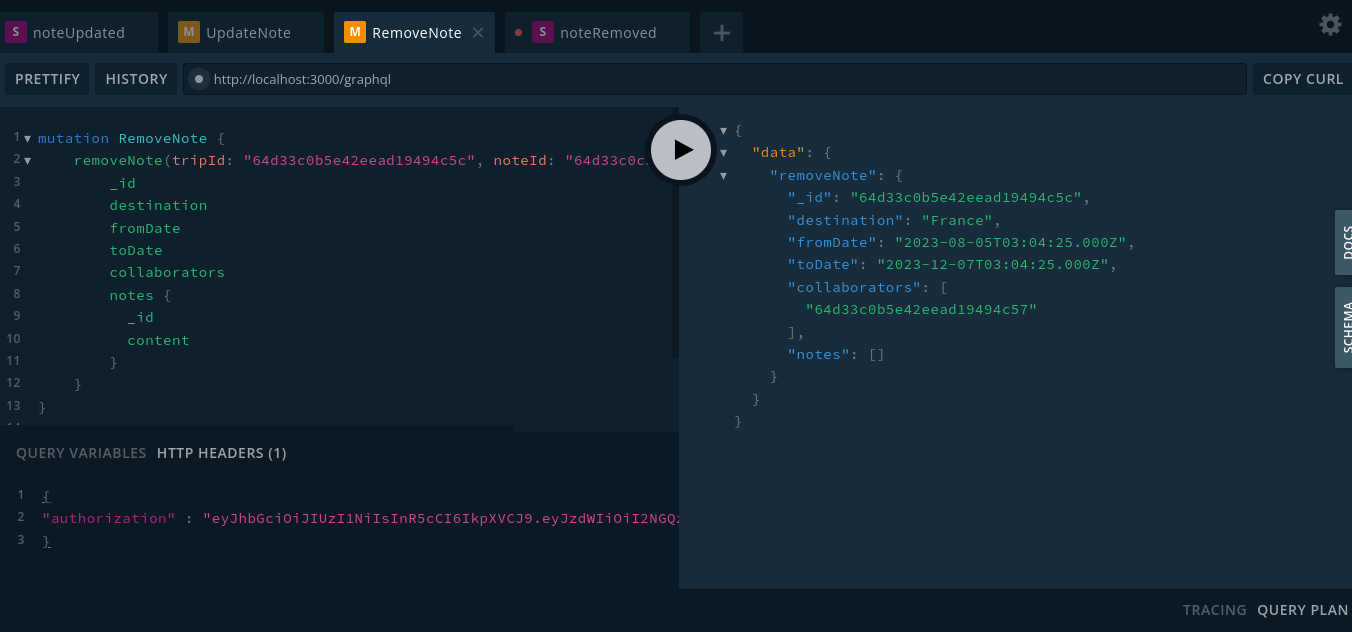 S noteUpdated
M UpdateNote
M RemoveNote
S noteRemoved
PRETTIFY
HISTORY
http://localhost:3000/graphql
COPY CURL
1 mutation RemoveNote {
2 removeNote(tripId: "64d33c0b5e42eead19494c5c", noteId: "64d33c0c
3 _id
4 destination
5 fromDate
6 toDate
7 collaborators
8 notes {
9 _id
10 content
11 }
12 }
13 }
{
"data": {
"removeNote": {
"_id": "64d33c0b5e42eead19494c5c",
"destination": "France",
"fromDate": "2023-08-05T03:04:25.000Z",
"toDate": "2023-12-07T03:04:25.000Z",
"collaborators": [
"64d33c0b5e42eead19494c57"
],
"notes": []
}
}
}
DOCS
SCHEMA
QUERY VARIABLES
HTTP HEADERS (1)
1 {
2 "authorization" : "eyJhbGciOiJIUzI1NiIsInR5cCI6IkpXVCJ9.eyJzdWIiOiI2NGQ
3 }
TRACING
QUERY PLAN